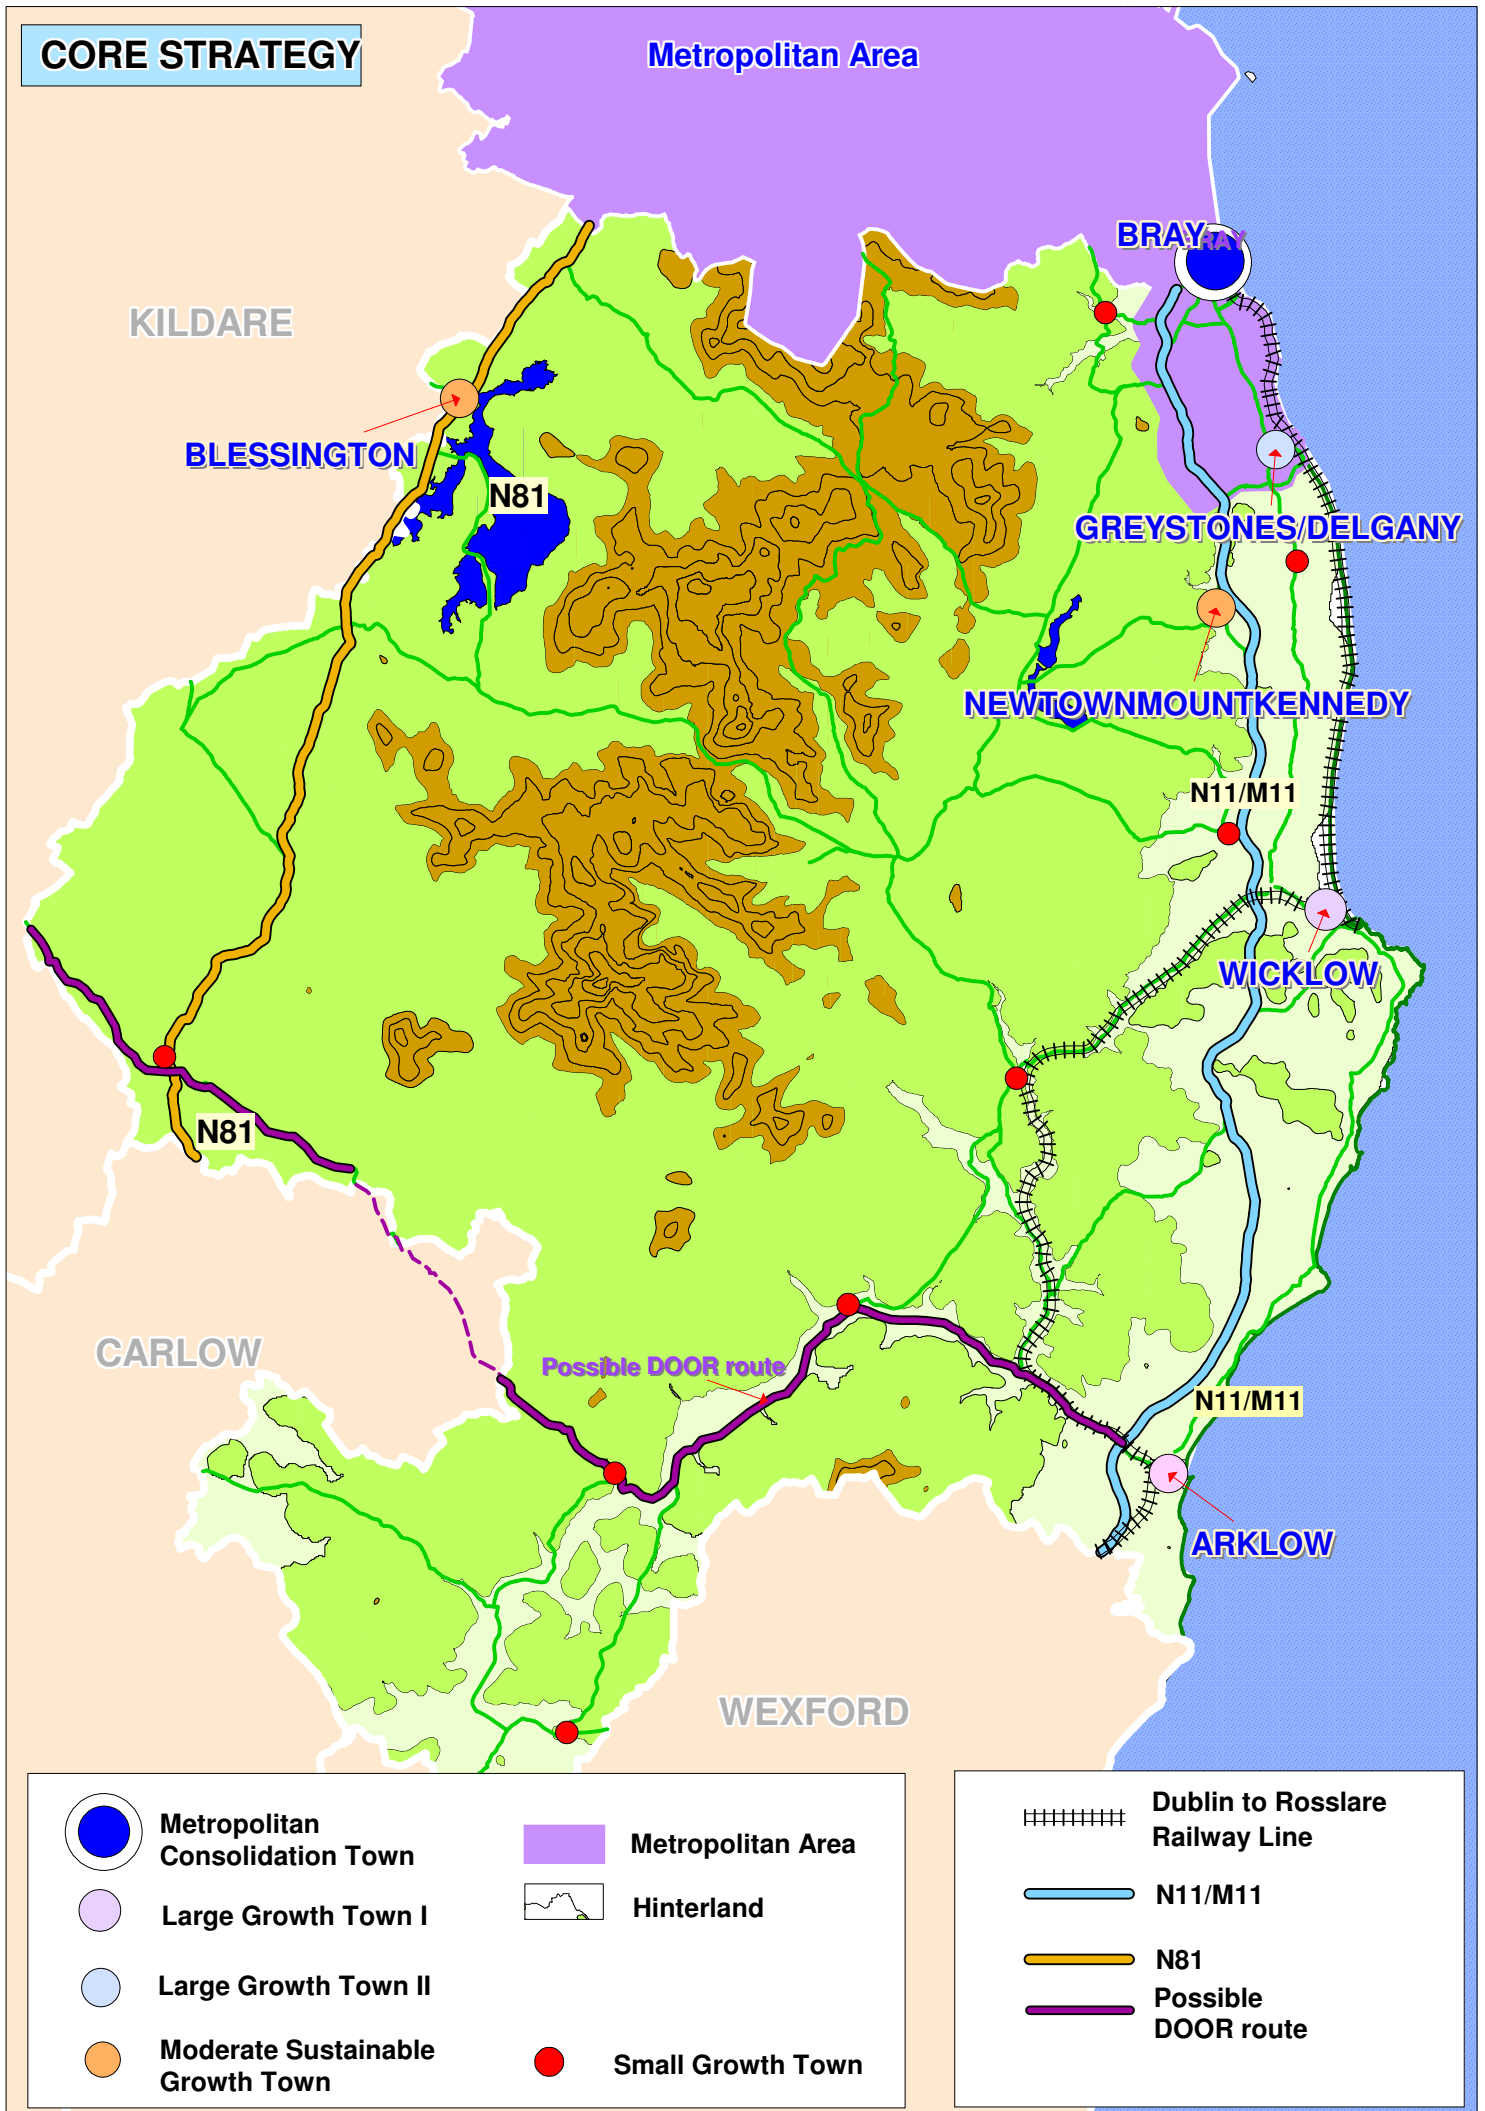 CORE STRATEGY
Metropolitan Area
BRAY
RAY
KILDARE
BLESSINGTON
N81
GREYSTONES/DELGANY
NEWTOWNMOUNTKENNEDY
N11/M11
WICKLOW
N81
CARLOW
Possible DOOR route
N11/M11
ARKLOW
WEXFORD
Metropolitan
Consolidation Town
Large Growth Town I
Large Growth Town II
Moderate Sustainable
Growth Town
Metropolitan Area
Hinterland
Small Growth Town
Dublin to Rosslare
Railway Line
N11/M11
N81
Possible
DOOR route